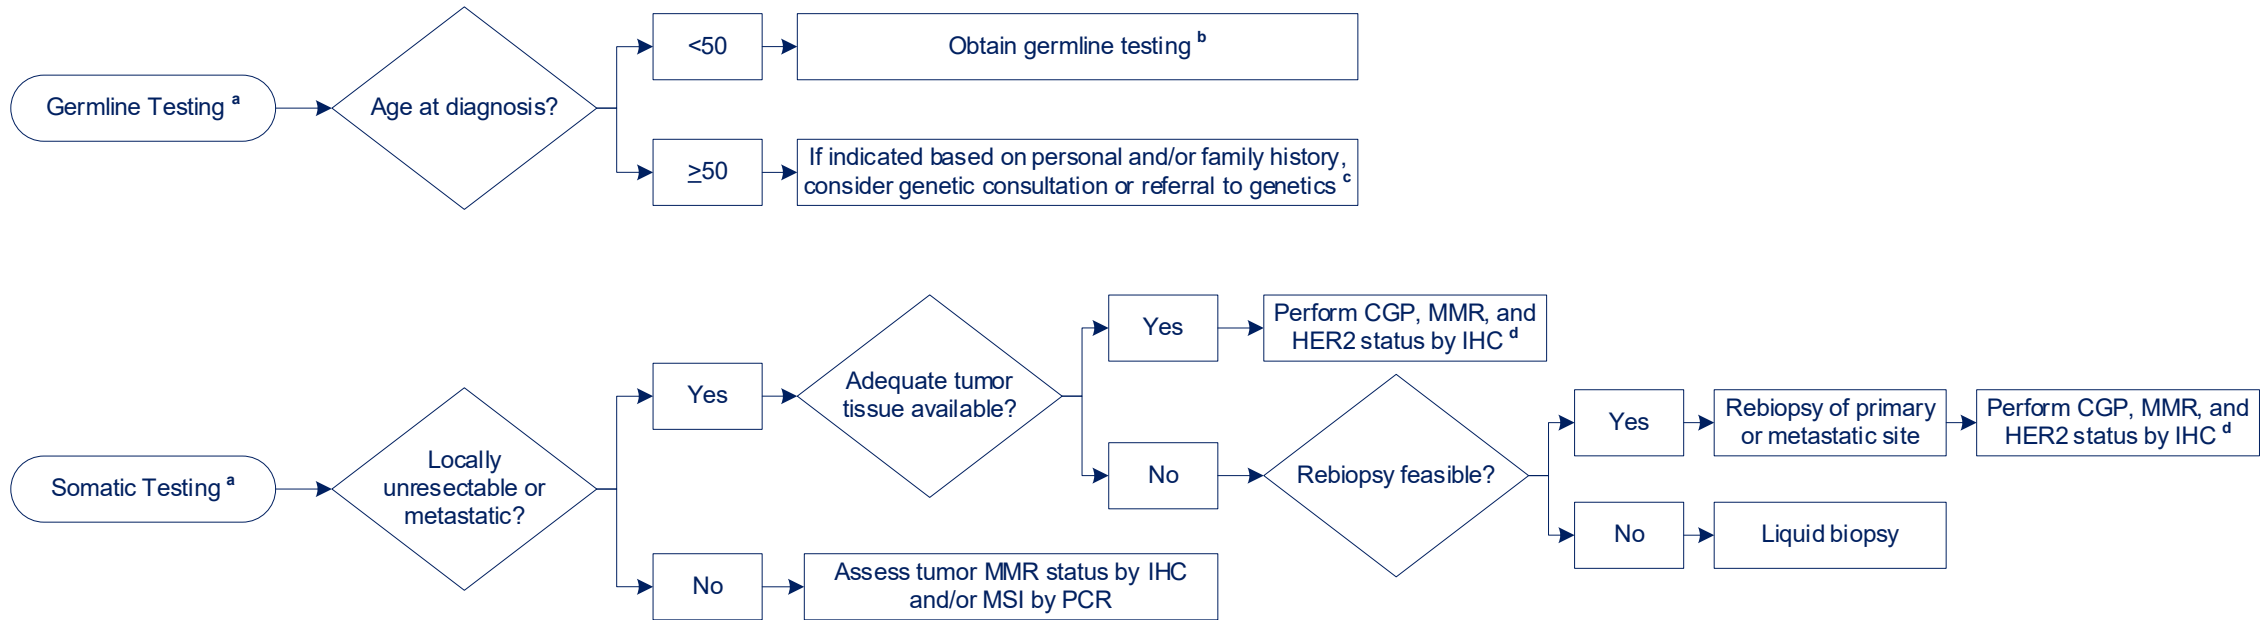 Germline Testing a
Age at diagnosis?
<50
Obtain germline testing b
≥50
If indicated based on personal and/or family history,
consider genetic consultation or referral to genetics c
Somatic Testing a
Locally
unresectable or
metastatic?
Yes
Adequate tumor
tissue available?
Yes
Perform CGP, MMR, and
HER2 status by IHC d
No
Rebiopsy feasible?
Yes
Rebiopsy of primary
or metastatic site
Perform CGP, MMR, and
HER2 status by IHC d
No
Liquid biopsy
No
Assess tumor MMR status by IHC
and/or MSI by PCR